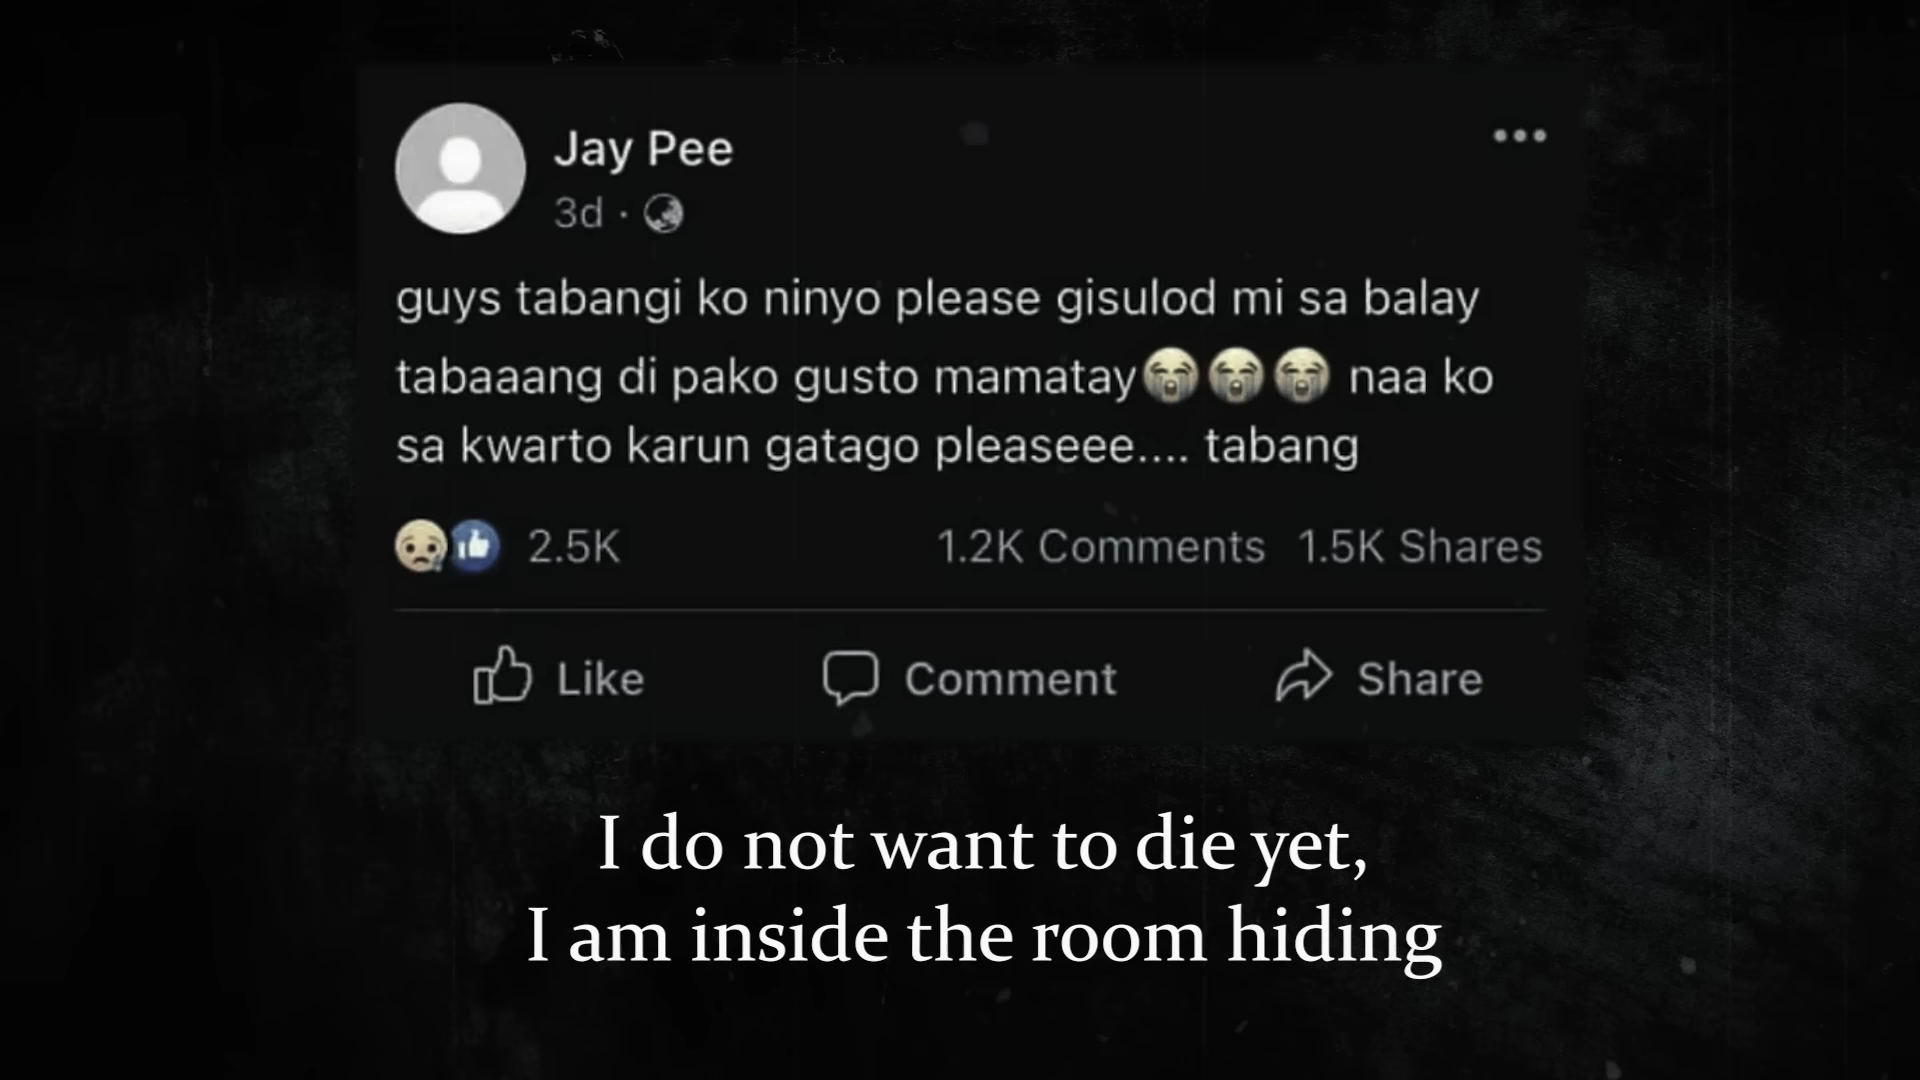 Jay Pee
3d ·
guys tabangi ko ninyo please gisulod mi sa balay
tabaaang di pako gusto mamatay😭😭😭 naa ko
sa kwarto karun gatago pleaseee.... tabang
2.5K 1.2K Comments 1.5K Shares
Like Comment Share
I do not want to die yet,
I am inside the room hiding